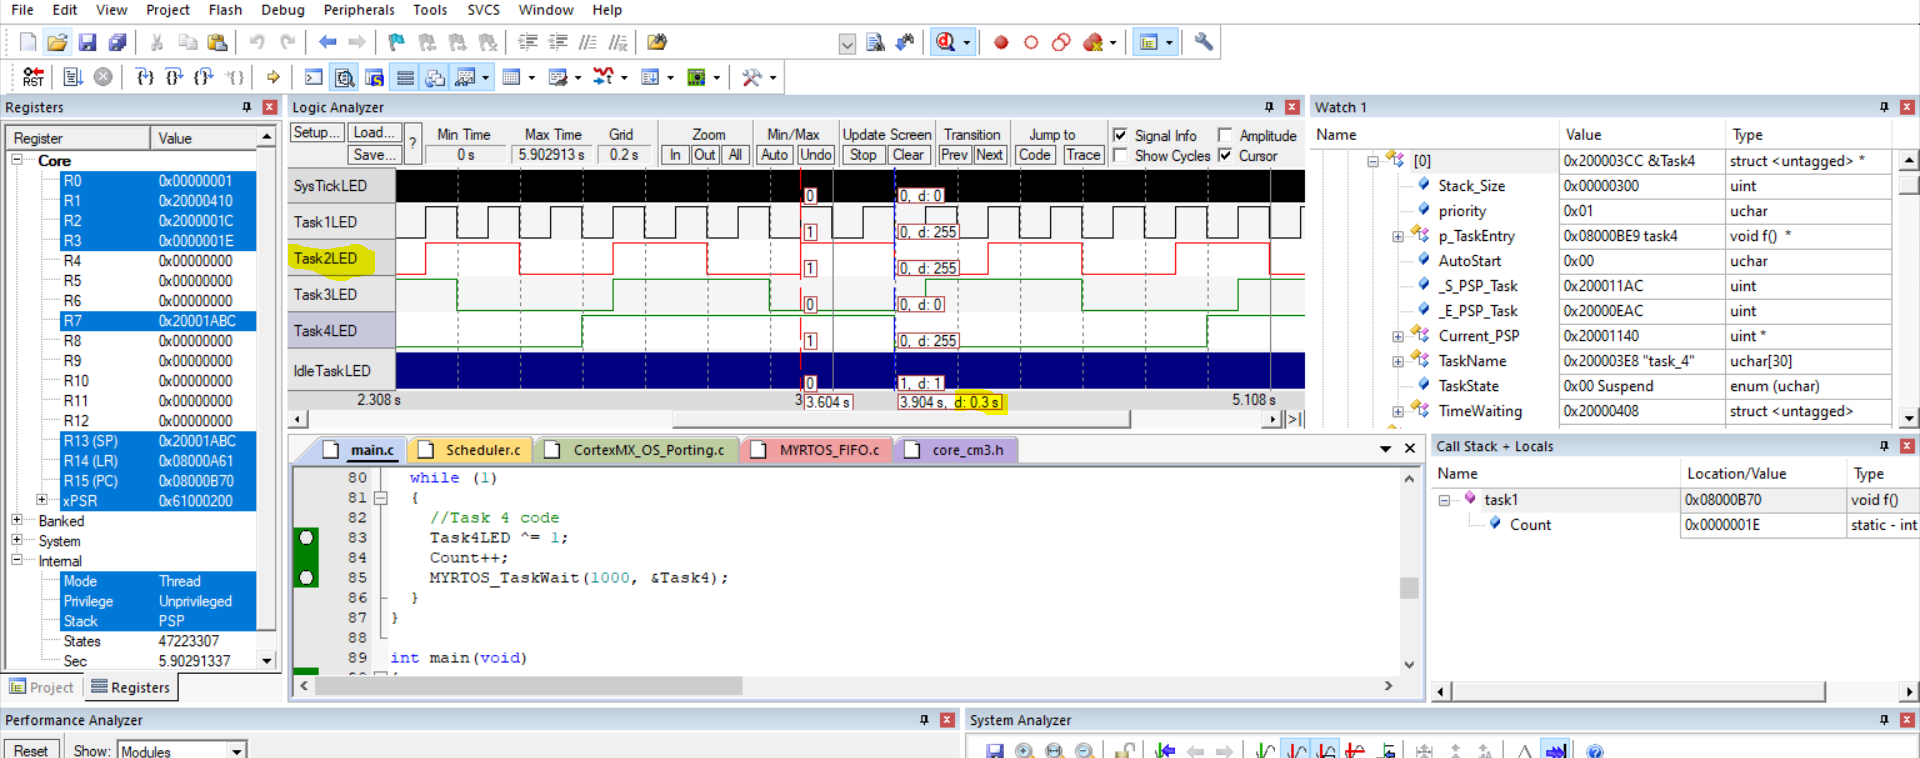 File Edit View Project Flash Debug Peripherals Tools SVCS Window Help
RST
Registers
Register Value
Core
R0 0x00000001
R1 0x20000410
R2 0x2000001C
R3 0x0000001E
R4 0x00000000
R5 0x00000000
R6 0x00000000
R7 0x20001ABC
R8 0x00000000
R9 0x00000000
R10 0x00000000
R11 0x00000000
R12 0x00000000
R13 (SP) 0x20001ABC
R14 (LR) 0x08000A61
R15 (PC) 0x08000B70
xPSR 0x61000200
Banked
System
Internal
Mode Thread
Privilege Unprivileged
Stack PSP
States 47223307
Sec 5.90291337
Project Registers
Logic Analyzer
Setup... Load... ? Min Time Max Time Grid Zoom Min/Max Update Screen Transition Jump to Signal Info Amplitude
Save... 0 s 5.902913 s 0.2 s In Out All Auto Undo Stop Clear Prev Next Code Trace Show Cycles Cursor
SysTickLED 0 0, d: 0
Task1LED 1 0, d: 255
Task2LED 1 0, d: 255
Task3LED 0 0, d: 0
Task4LED 1 0, d: 255
IdleTaskLED 0 1, d: 1
2.308 s 3 3.604 s 3.904 s, d: 0.3 s 5.108 s
main.c Scheduler.c CortexMX_OS_Porting.c MYRTOS_FIFO.c core_cm3.h
80 while (1)
81 {
82 //Task 4 code
83 Task4LED ^= 1;
84 Count++;
85 MYRTOS_TaskWait(1000, &Task4);
86 }
87 }
88
89 int main(void)
Watch 1
Name Value Type
[0] 0x200003CC &Task4 struct <untagged> *
Stack_Size 0x00000300 uint
priority 0x01 uchar
p_TaskEntry 0x08000BE9 task4 void f() *
AutoStart 0x00 uchar
_S_PSP_Task 0x200011AC uint
_E_PSP_Task 0x20000EAC uint
Current_PSP 0x20001140 uint *
TaskName 0x200003E8 "task_4" uchar[30]
TaskState 0x00 Suspend enum (uchar)
TimeWaiting 0x20000408 struct <untagged>
Call Stack + Locals
Name Location/Value Type
task1 0x08000B70 void f()
Count 0x0000001E static - int
Performance Analyzer
Reset Show: Modules
System Analyzer